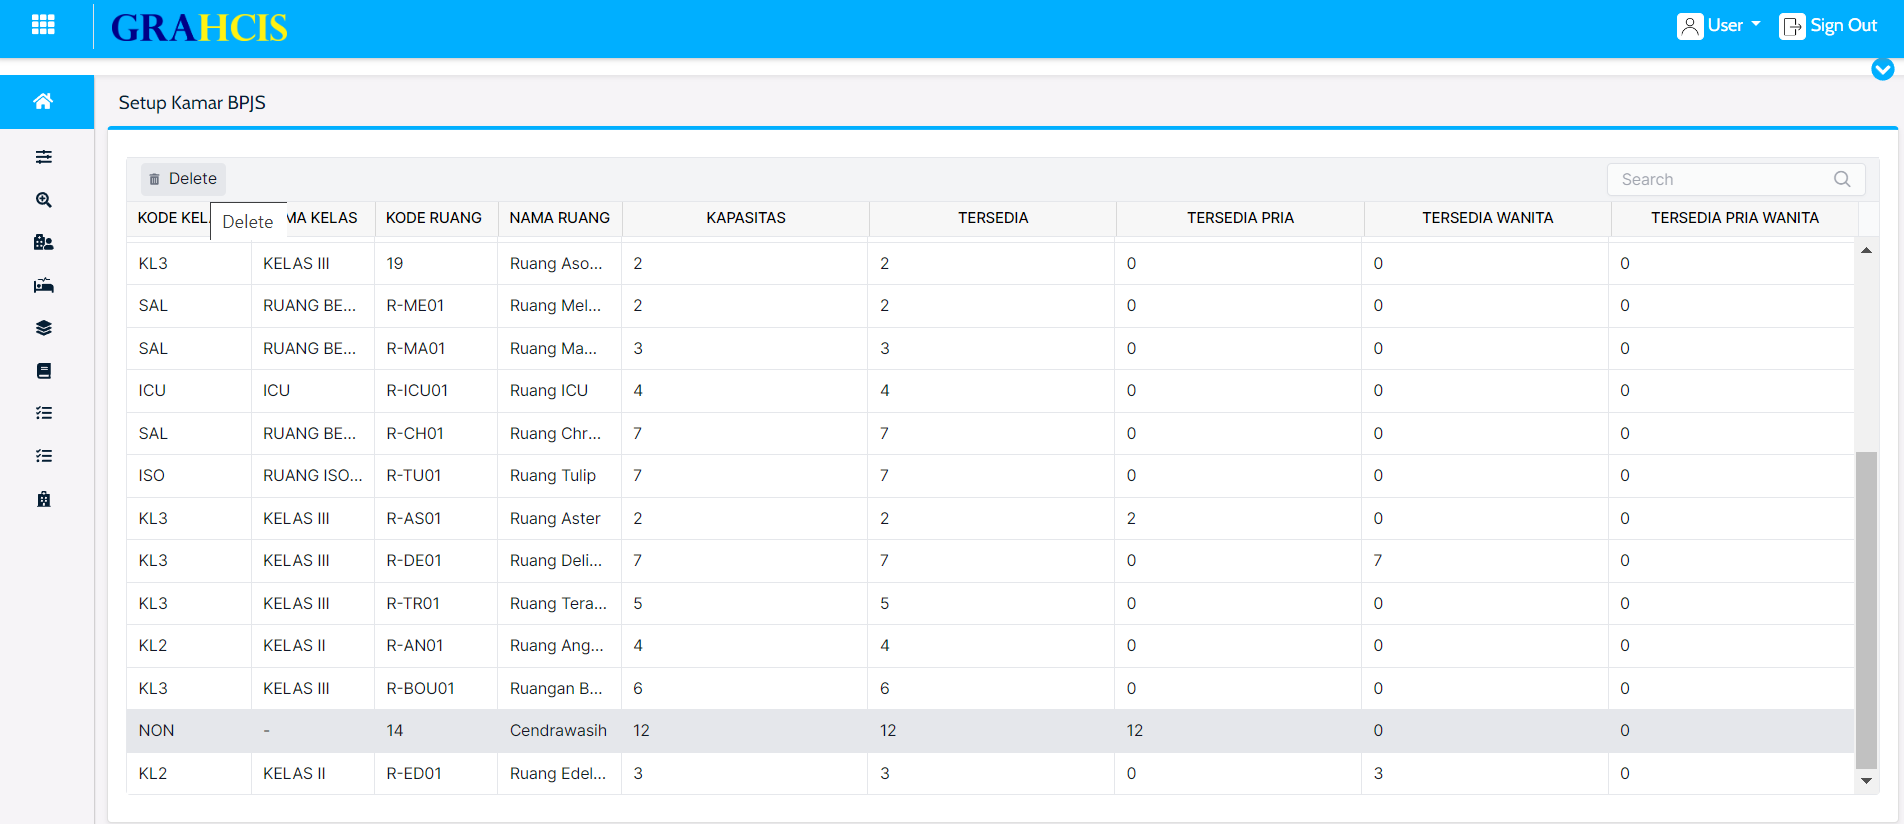 GRAHCIS
User
Sign Out
Setup Kamar BPJS
Delete
Search
KODE KEL... MA KELAS KODE RUANG NAMA RUANG KAPASITAS TERSEDIA TERSEDIA PRIA TERSEDIA WANITA TERSEDIA PRIA WANITA
Delete
KL3 KELAS III 19 Ruang Aso... 2 2 0 0 0
SAL RUANG BE... R-ME01 Ruang Mel... 2 2 0 0 0
SAL RUANG BE... R-MA01 Ruang Ma... 3 3 0 0 0
ICU ICU R-ICU01 Ruang ICU 4 4 0 0 0
SAL RUANG BE... R-CH01 Ruang Chr... 7 7 0 0 0
ISO RUANG ISO... R-TU01 Ruang Tulip 7 7 0 0 0
KL3 KELAS III R-AS01 Ruang Aster 2 2 2 0 0
KL3 KELAS III R-DE01 Ruang Deli... 7 7 0 7 0
KL3 KELAS III R-TR01 Ruang Tera... 5 5 0 0 0
KL2 KELAS II R-AN01 Ruang Ang... 4 4 0 0 0
KL3 KELAS III R-BOU01 Ruangan B... 6 6 0 0 0
NON - 14 Cendrawasih 12 12 12 0 0
KL2 KELAS II R-ED01 Ruang Edel... 3 3 0 3 0